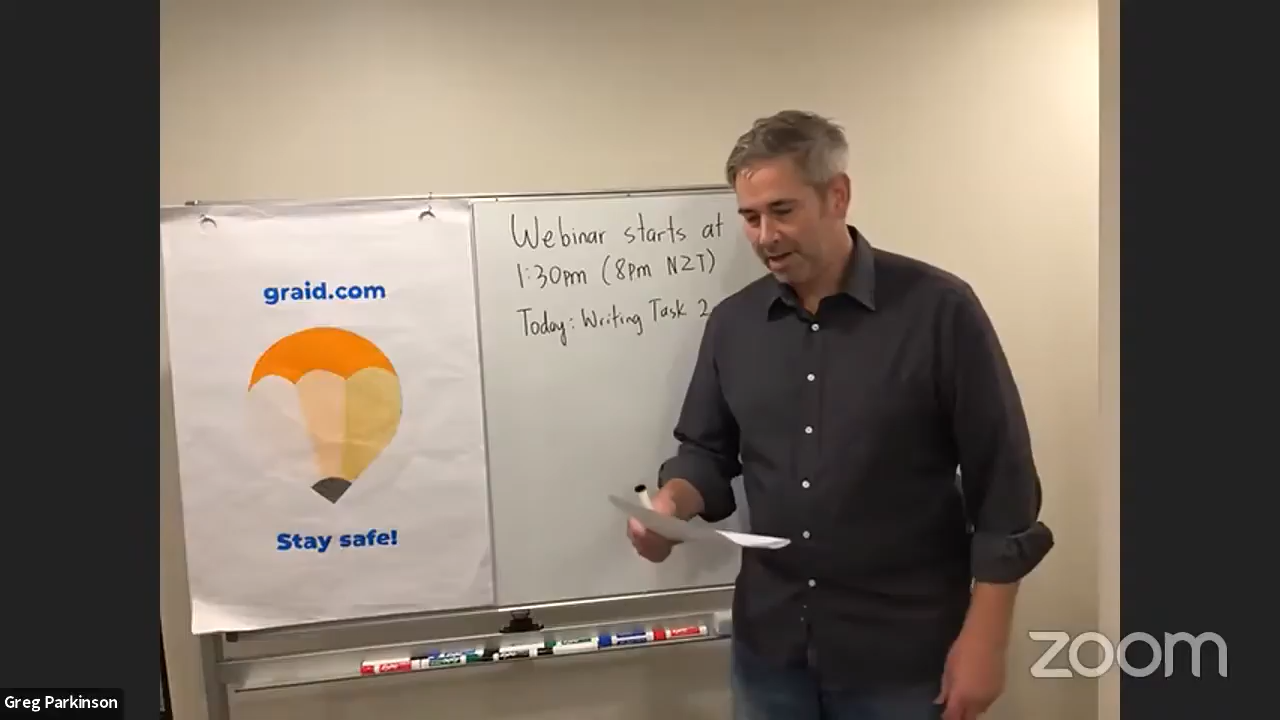 graid.com
Stay safe!
Webinar starts at
1:30pm (8pm NZT)
Today: Writing Task 2
Greg Parkinson
zoom